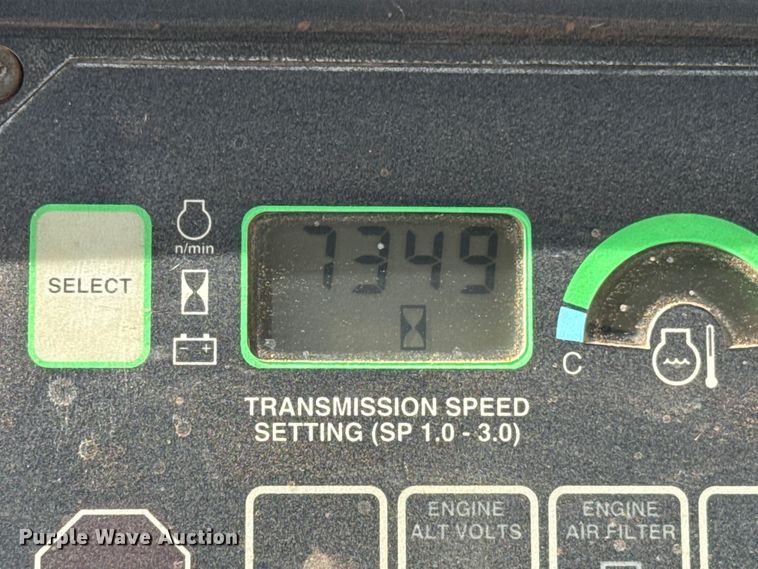 7349
SELECT
n/min
C
TRANSMISSION SPEED
SETTING (SP 1.0 - 3.0)
ENGINE
ALT VOLTS
ENGINE
AIR FILTER
Purple Wave Auction